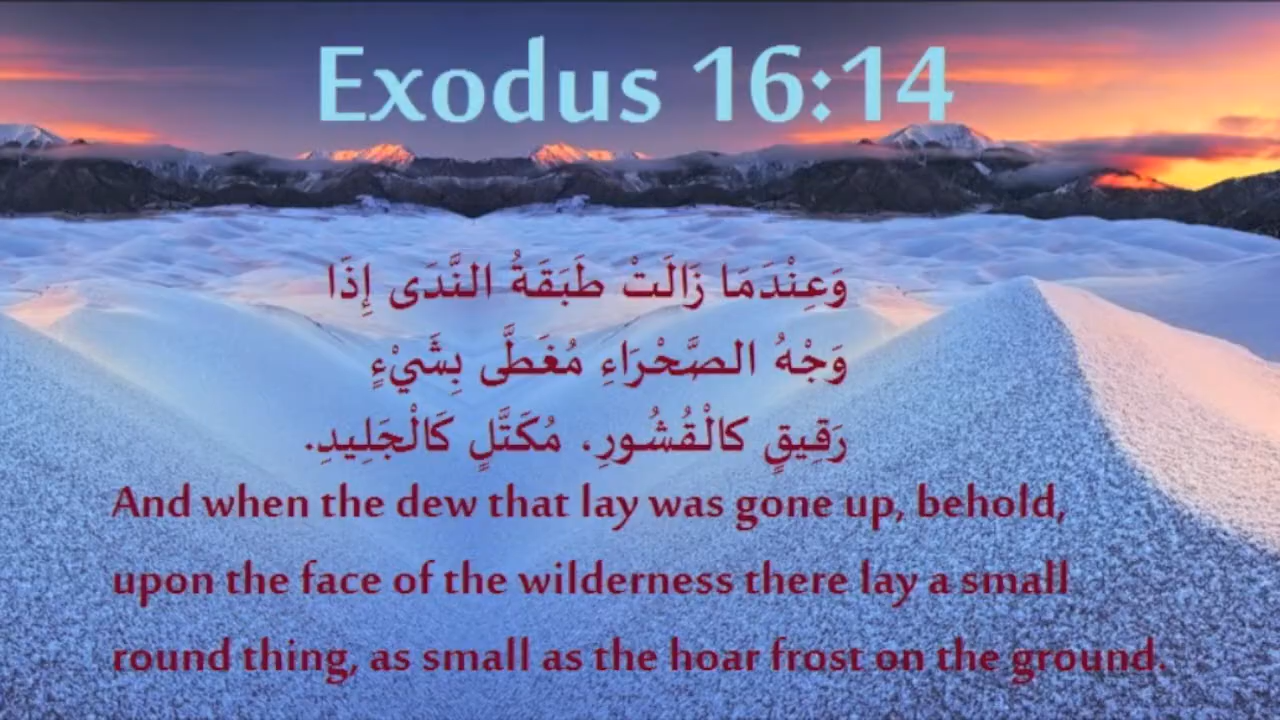 Exodus 16:14
وَعِنْدَمَا زَالَتْ طَبَقَةُ النَّدَى إِذَا
وَجْهُ الصَّحْرَاءِ مُغَطَّى بِشَيْءٍ
رَقِيقٍ كالْقُشُورِ، مُكَتَّلٍ كَالْجَلِيدِ.
And when the dew that lay was gone up, behold,
upon the face of the wilderness there lay a small
round thing, as small as the hoar frost on the ground.